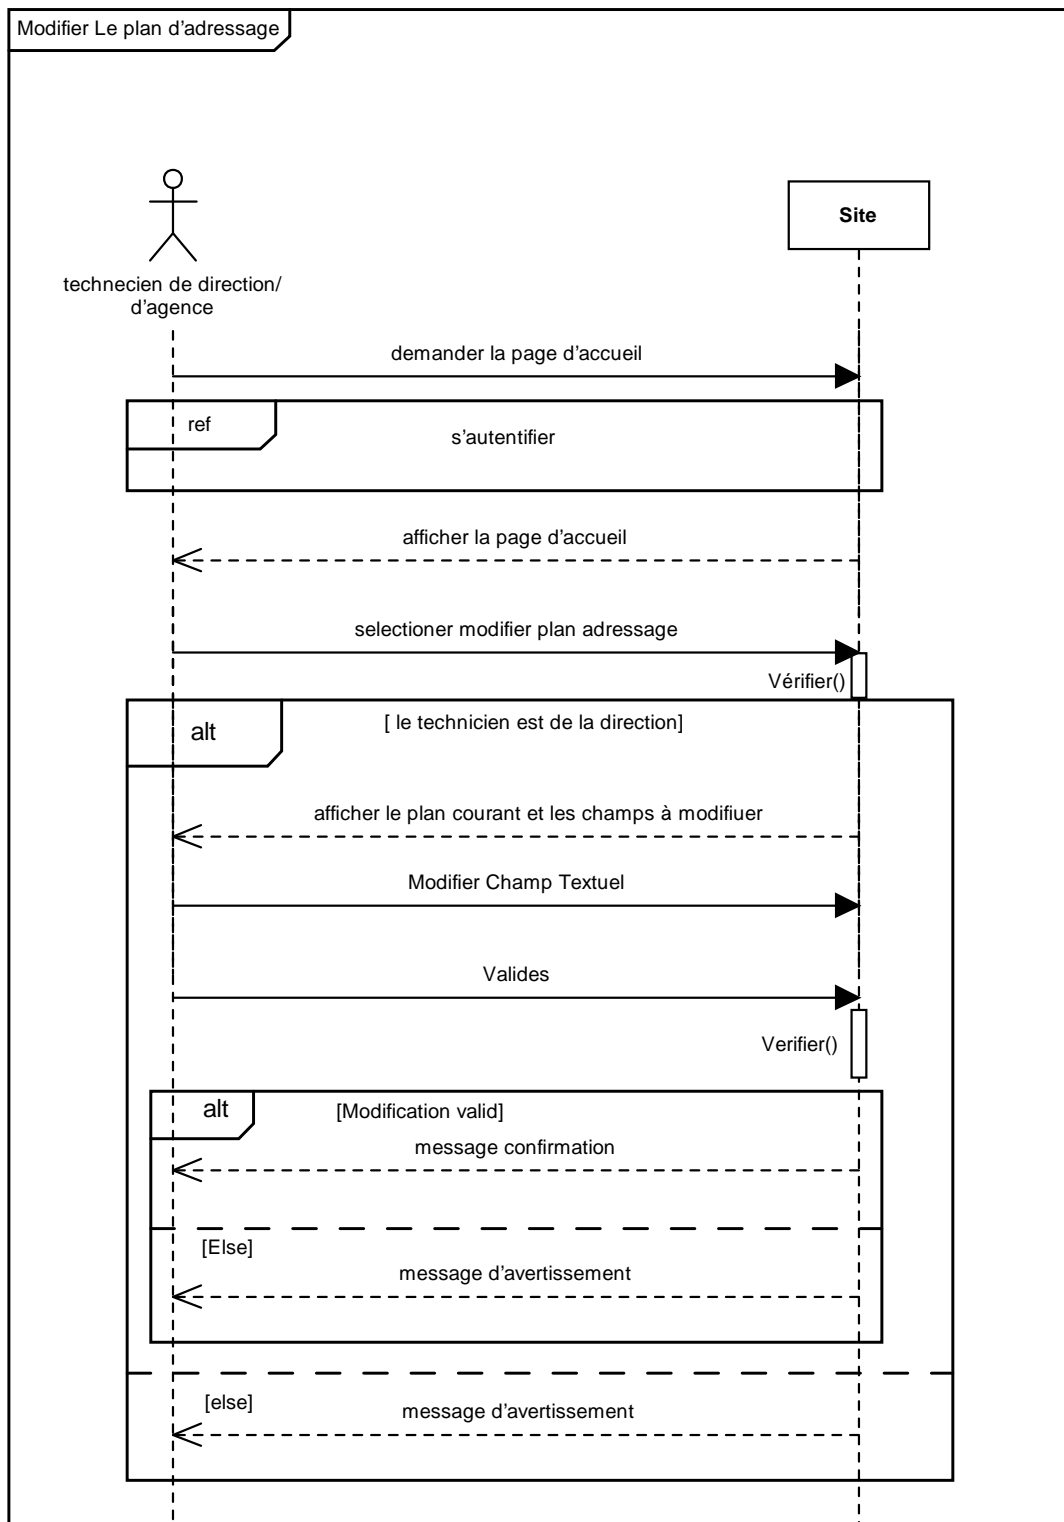 Modifier Le plan d’adressage
Site
technecien de direction/
d’agence
demander la page d’accueil
ref
s’autentifier
afficher la page d’accueil
selectioner modifier plan adressage
Vérifier()
alt
[ le technicien est de la direction]
afficher le plan courant et les champs à modifiuer
Modifier Champ Textuel
Valides
Verifier()
alt
[Modification valid]
message confirmation
[Else]
message d’avertissement
[else]
message d’avertissement